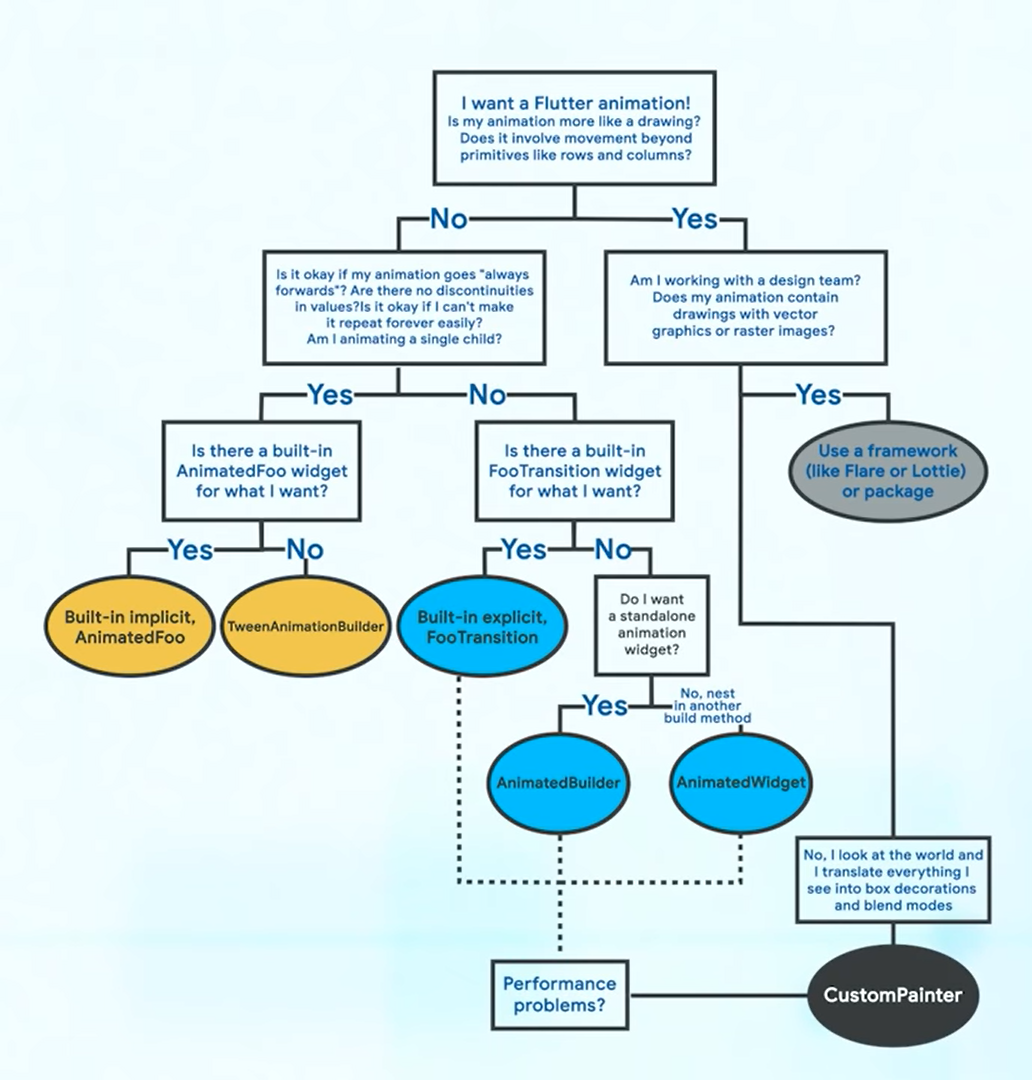 I want a Flutter animation!
Is my animation more like a drawing?
Does it involve movement beyond
primitives like rows and columns?
No
Yes
Is it okay if my animation goes "always
forwards"? Are there no discontinuities
in values?Is it okay if I can't make
it repeat forever easily?
Am I animating a single child?
Am I working with a design team?
Does my animation contain
drawings with vector
graphics or raster images?
Yes
No
Yes
Is there a built-in
AnimatedFoo widget
for what I want?
Is there a built-in
FooTransition widget
for what I want?
Use a framework
(like Flare or Lottie)
or package
Yes
No
Yes
No
Built-in implicit,
AnimatedFoo
TweenAnimationBuilder
Built-in explicit,
FooTransition
Do I want
a standalone
animation
widget?
Yes
No, nest
in another
build method
AnimatedBuilder
AnimatedWidget
No, I look at the world and
I translate everything I
see into box decorations
and blend modes
Performance
problems?
CustomPainter